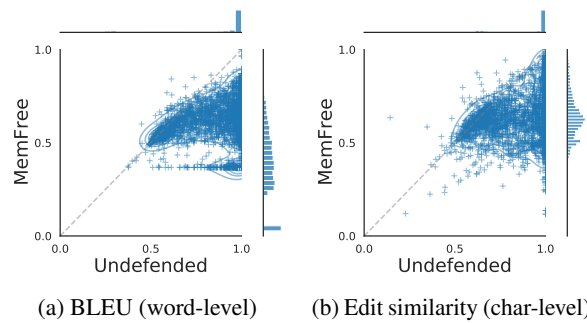 1.0
0.5
0.0
MemFree
0.0 0.5 1.0
Undefended
(a) BLEU (word-level)
1.0
0.5
0.0
MemFree
0.0 0.5 1.0
Undefended
(b) Edit similarity (char-level)